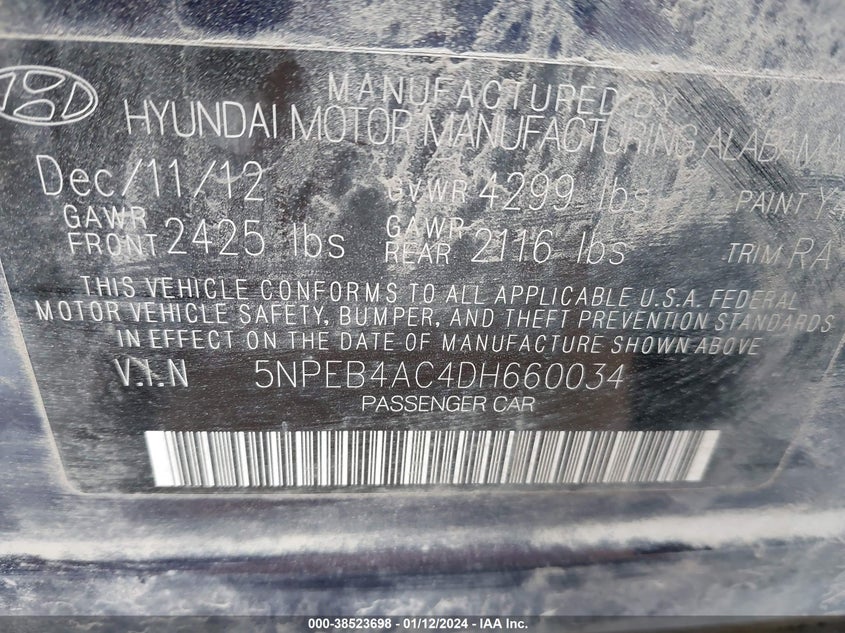 MANUFACTURED BY
HYUNDAI MOTOR MANUFACTURING ALABAMA
Dec/11/12 GVWR 4299 lbs PAINT
GAWR FRONT 2425 lbs GAWR REAR 2116 lbs TRIM RA
THIS VEHICLE CONFORMS TO ALL APPLICABLE U.S.A. FEDERAL
MOTOR VEHICLE SAFETY, BUMPER, AND THEFT PREVENTION STANDARDS
IN EFFECT ON THE DATE OF MANUFACTURE SHOWN ABOVE.
V.I.N 5NPEB4AC4DH660034
PASSENGER CAR
000-38523698 - 01/12/2024 - IAA Inc.